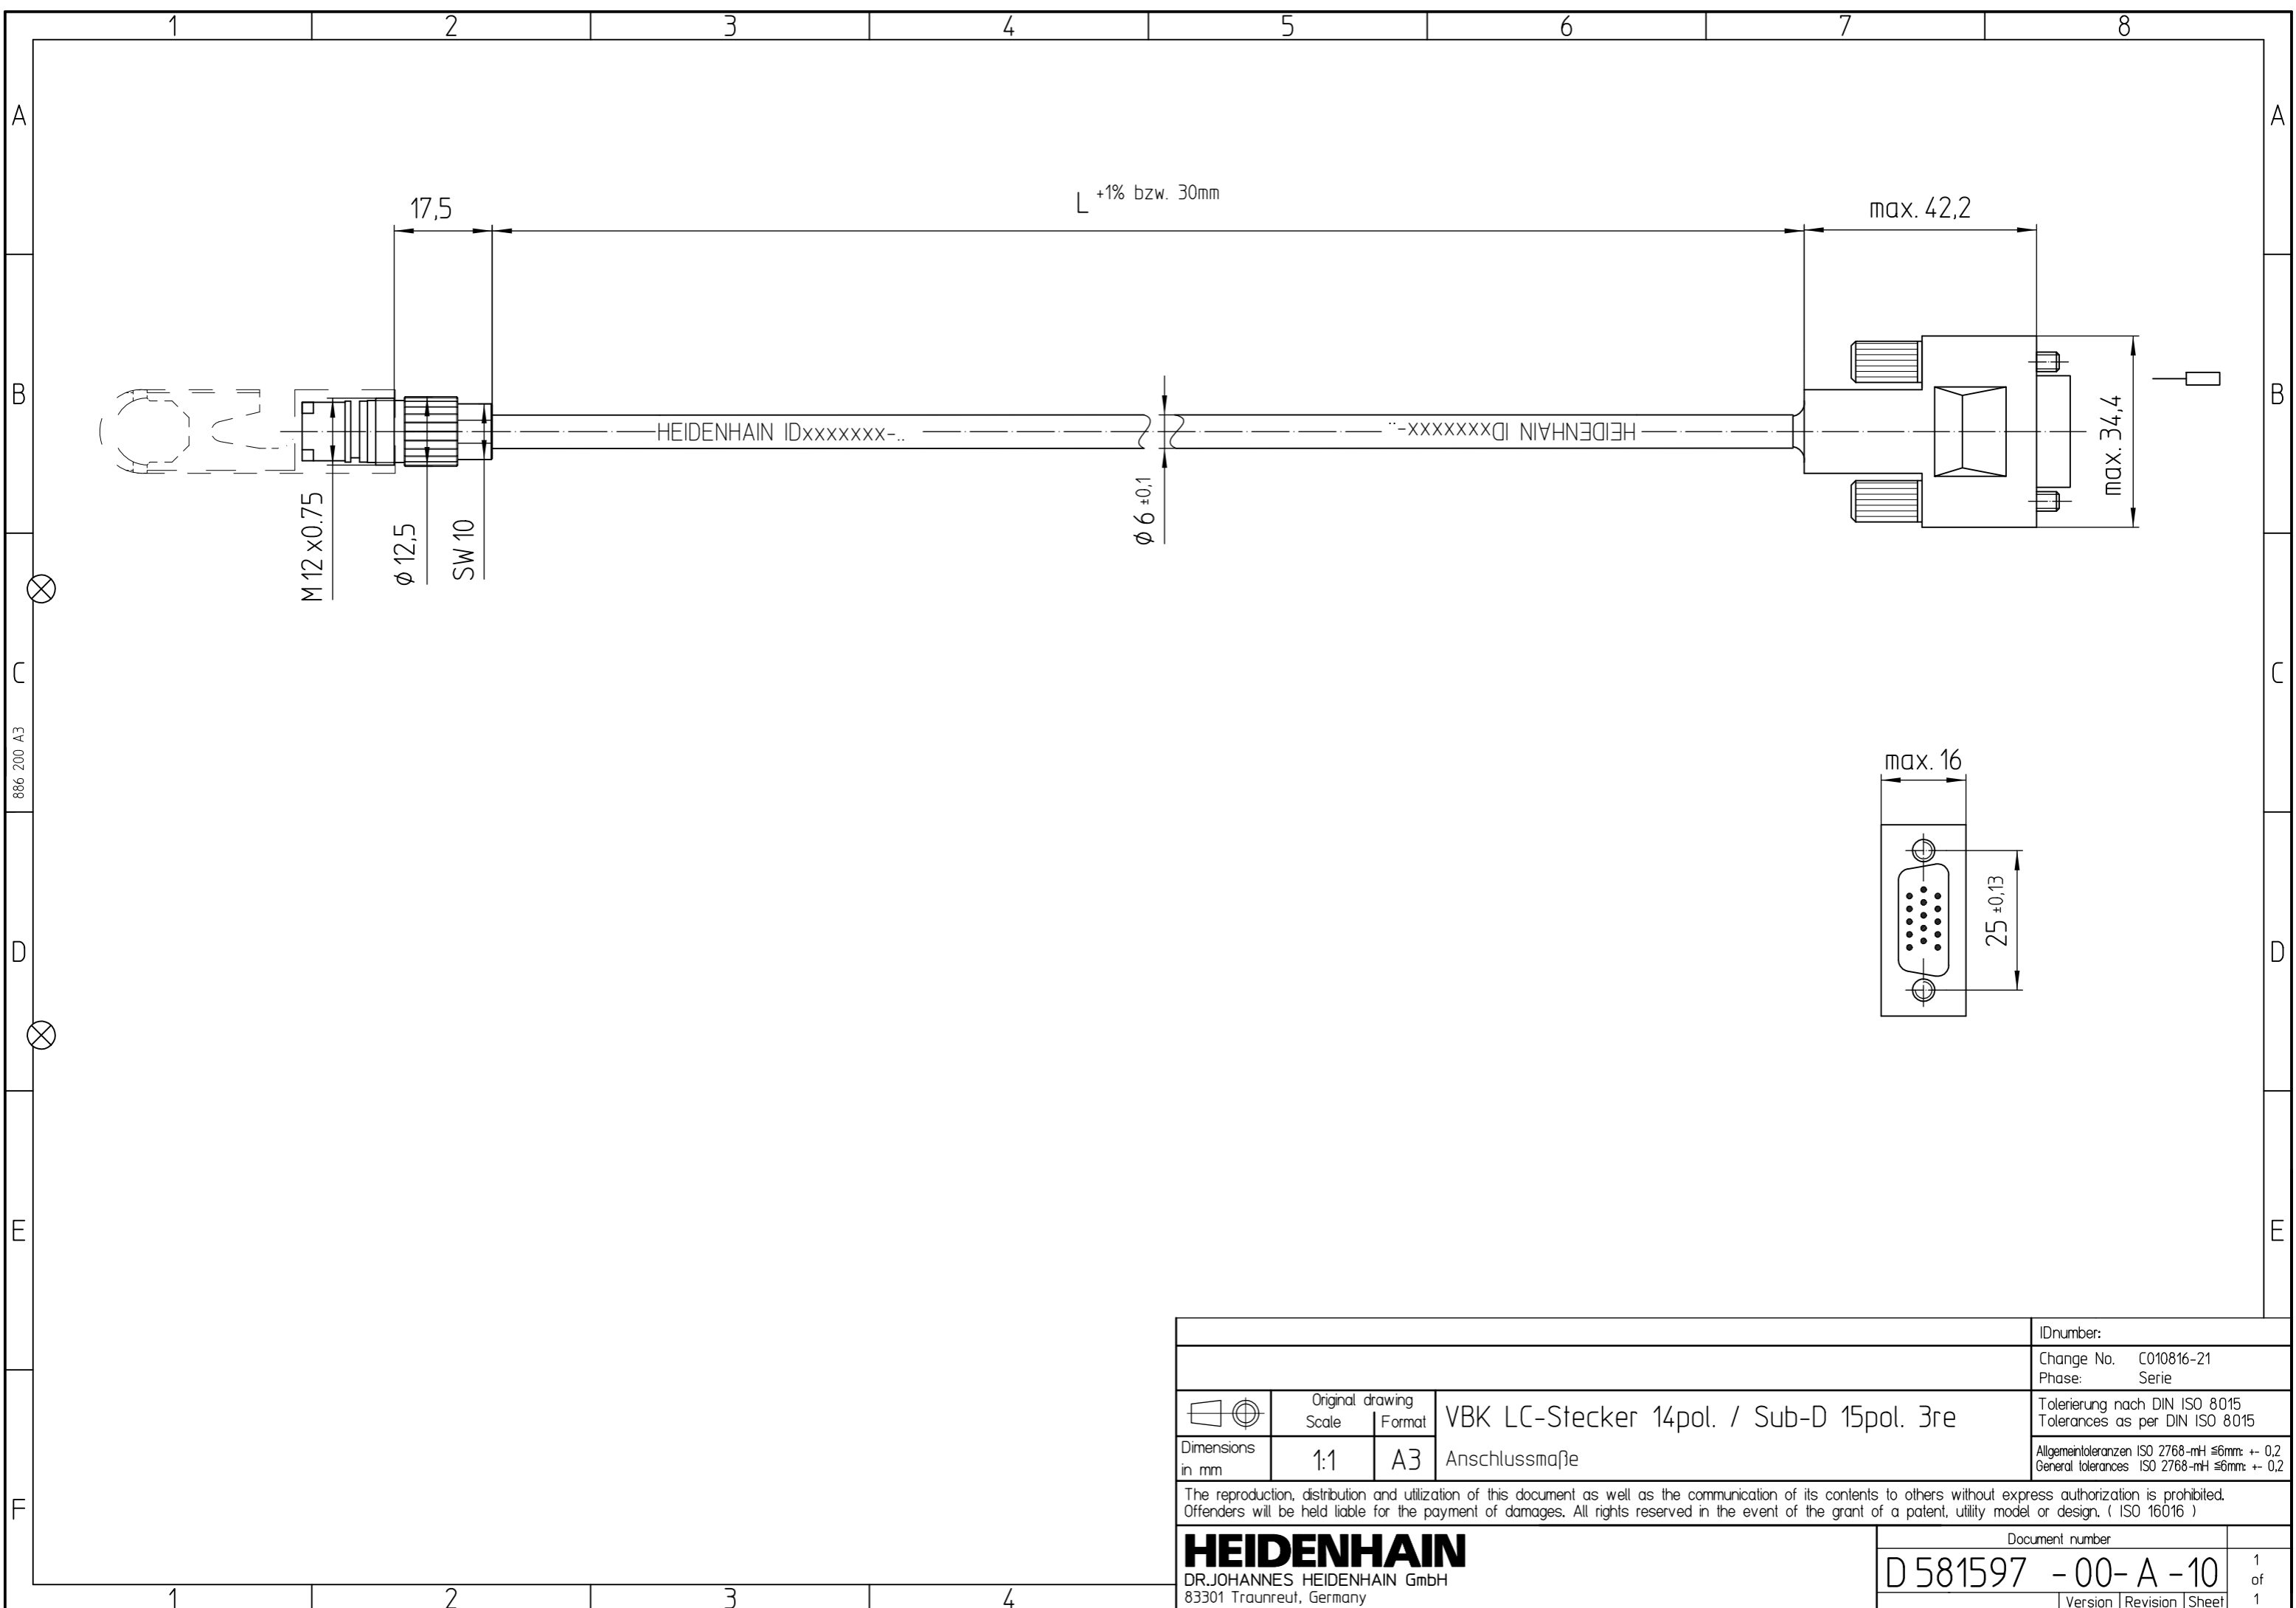 1 2 3 4 5 6 7 8
A A
L +1% bzw. 30mm
17,5
max. 42,2
B B
HEIDENHAIN IDxxxxxxx-..
HEIDENHAIN IDxxxxxxx-..
max. 34,4
M 12 x0.75
ϕ 12,5
SW 10
ϕ 6 ±0,1
C C
886 200 A3
max. 16
25 ±0,13
D D
E E
IDnumber:
Change No. C010816-21
Phase: Serie
Original drawing
Scale Format
VBK LC-Stecker 14pol. / Sub-D 15pol. 3re
Tolerierung nach DIN ISO 8015
Tolerances as per DIN ISO 8015
Dimensions
in mm
1:1 A3 Anschlussmaße
Allgemeintoleranzen ISO 2768-mH ≤6mm: +- 0,2
General tolerances ISO 2768-mH ≤6mm: +- 0,2
F
The reproduction, distribution and utilization of this document as well as the communication of its contents to others without express authorization is prohibited.
Offenders will be held liable for the payment of damages. All rights reserved in the event of the grant of a patent, utility model or design. ( ISO 16016 )
HEIDENHAIN
DR.JOHANNES HEIDENHAIN GmbH
83301 Traunreut, Germany
Document number
D 581597 -00- A -10
Version Revision Sheet
1
of
1
1 2 3 4